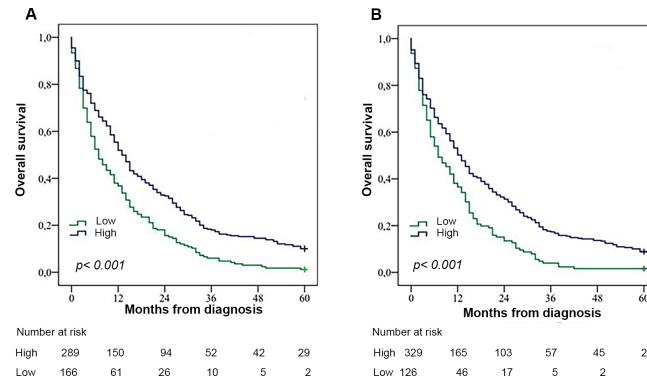 A
Overall survival
1,0
0,8
0,6
0,4
0,2
0,0
Low
High
p< 0.001
0 12 24 36 48 60
Months from diagnosis
Number at risk
High 289 150 94 52 42 29
Low 166 61 26 10 5 2
B
Overall survival
1,0
0,8
0,6
0,4
0,2
0,0
Low
High
p< 0.001
0 12 24 36 48 60
Months from diagnosis
Number at risk
High 329 165 103 57 45
Low 126 46 17 5 2